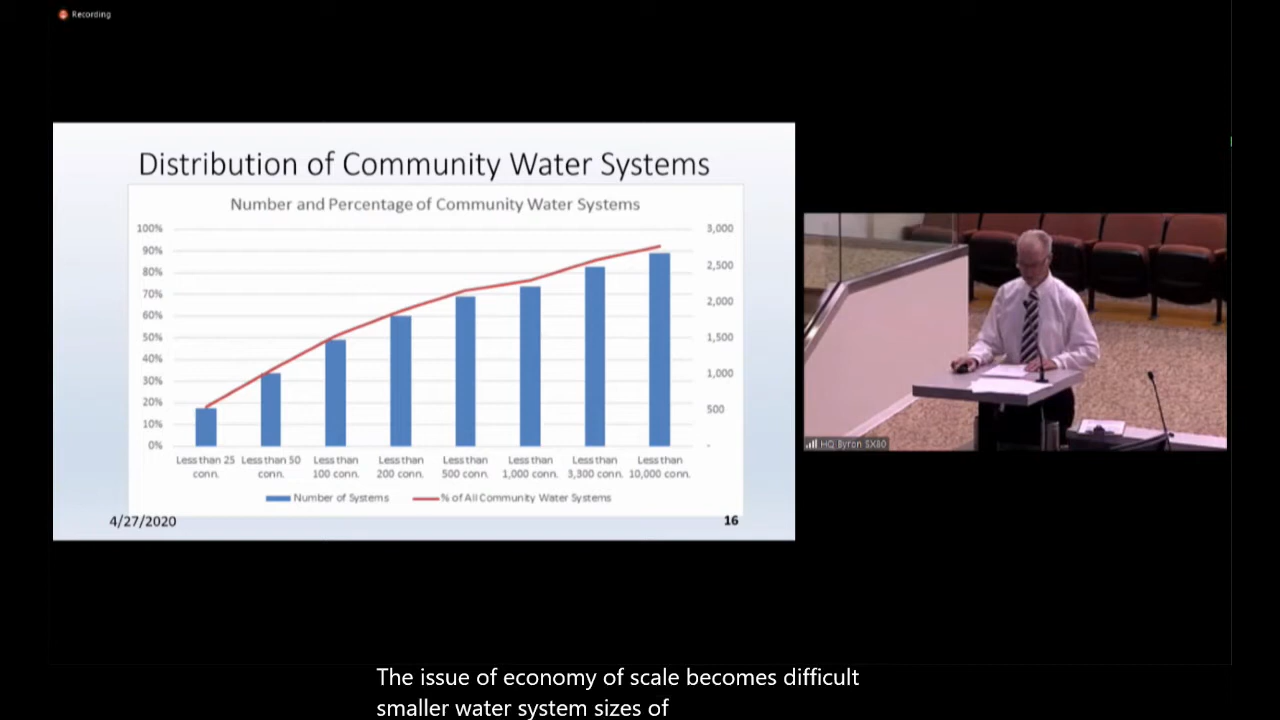 Recording
Distribution of Community Water Systems
Number and Percentage of Community Water Systems
100%
90%
80%
70%
60%
50%
40%
30%
20%
10%
0%
3,000
2,500
2,000
1,500
1,000
500
-
Less than 25 conn.
Less than 50 conn.
Less than 100 conn.
Less than 200 conn.
Less than 500 conn.
Less than 1,000 conn.
Less than 3,300 conn.
Less than 10,000 conn.
Number of Systems
% of All Community Water Systems
4/27/2020
16
HQ Byron SX80
The issue of economy of scale becomes difficult
smaller water system sizes of